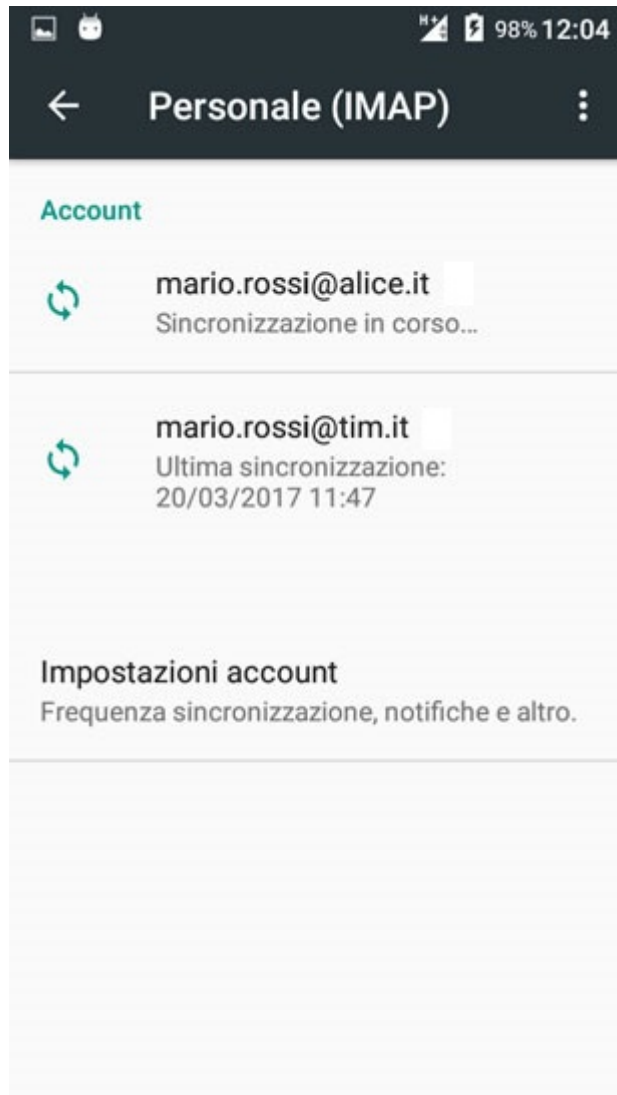 H+ 98% 12:04
Personale (IMAP)
Account
mario.rossi@alice.it
Sincronizzazione in corso...
mario.rossi@tim.it
Ultima sincronizzazione:
20/03/2017 11:47
Impostazioni account
Frequenza sincronizzazione, notifiche e altro.